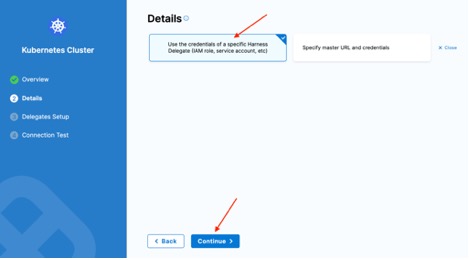 Kubernetes Cluster
Overview
2 Details
3 Delegates Setup
4 Connection Test
Details
Use the credentials of a specific Harness
Delegate (IAM role, service account, etc)
Specify master URL and credentials
× Close
< Back
Continue >